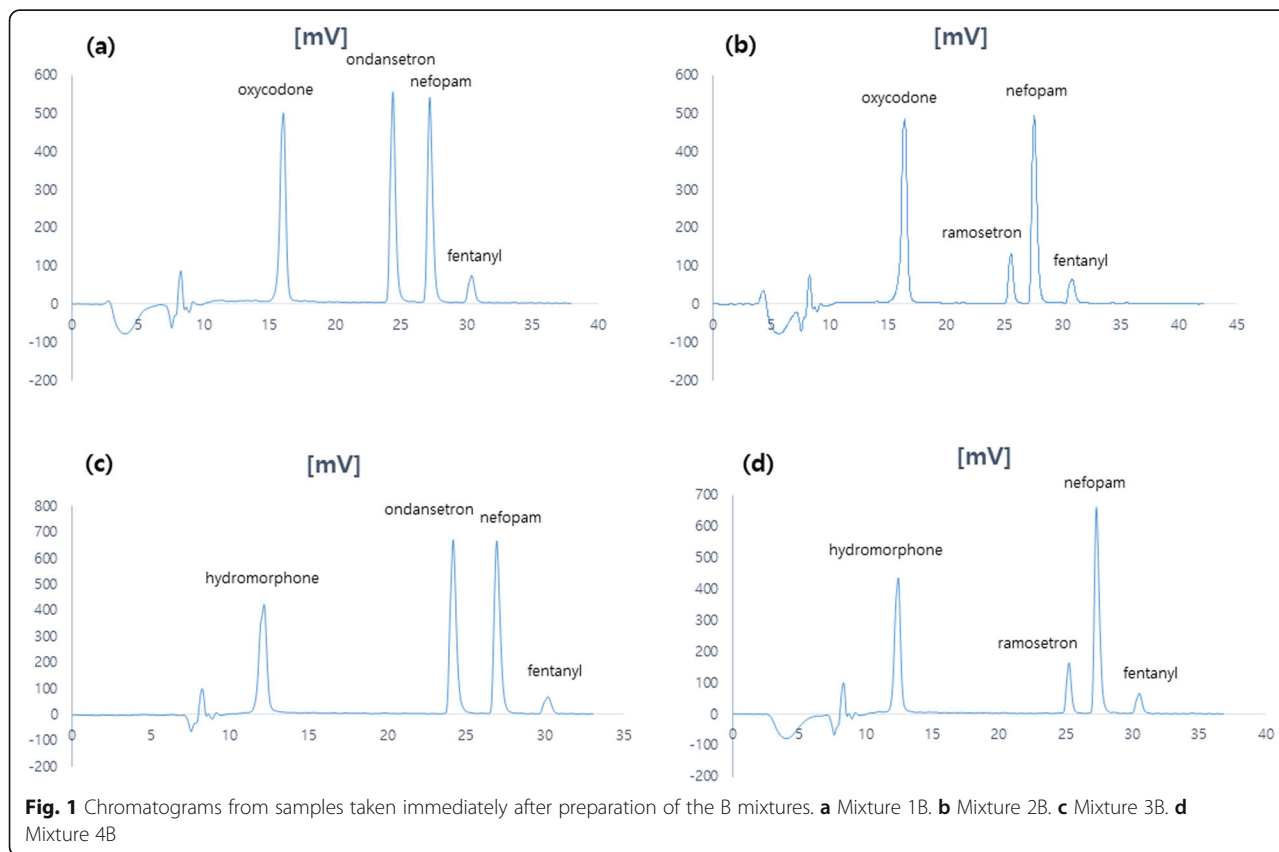 (a)
[mV]
ondansetron
nefopam
oxycodone
fentanyl
600
500
400
300
200
100
0
-100
-200
0 5 10 15 20 25 30 35 40
(b)
[mV]
nefopam
oxycodone
ramosetron
fentanyl
600
500
400
300
200
100
0
-100
-200
0 5 10 15 20 25 30 35 40 45
(c)
[mV]
ondansetron
nefopam
hydromorphone
fentanyl
800
700
600
500
400
300
200
100
0
-100
-200
0 5 10 15 20 25 30 35
(d)
[mV]
nefopam
hydromorphone
ramosetron
fentanyl
700
600
500
400
300
200
100
0
-100
-200
0 5 10 15 20 25 30 35 40
Fig. 1 Chromatograms from samples taken immediately after preparation of the B mixtures. a Mixture 1B. b Mixture 2B. c Mixture 3B. d
Mixture 4B